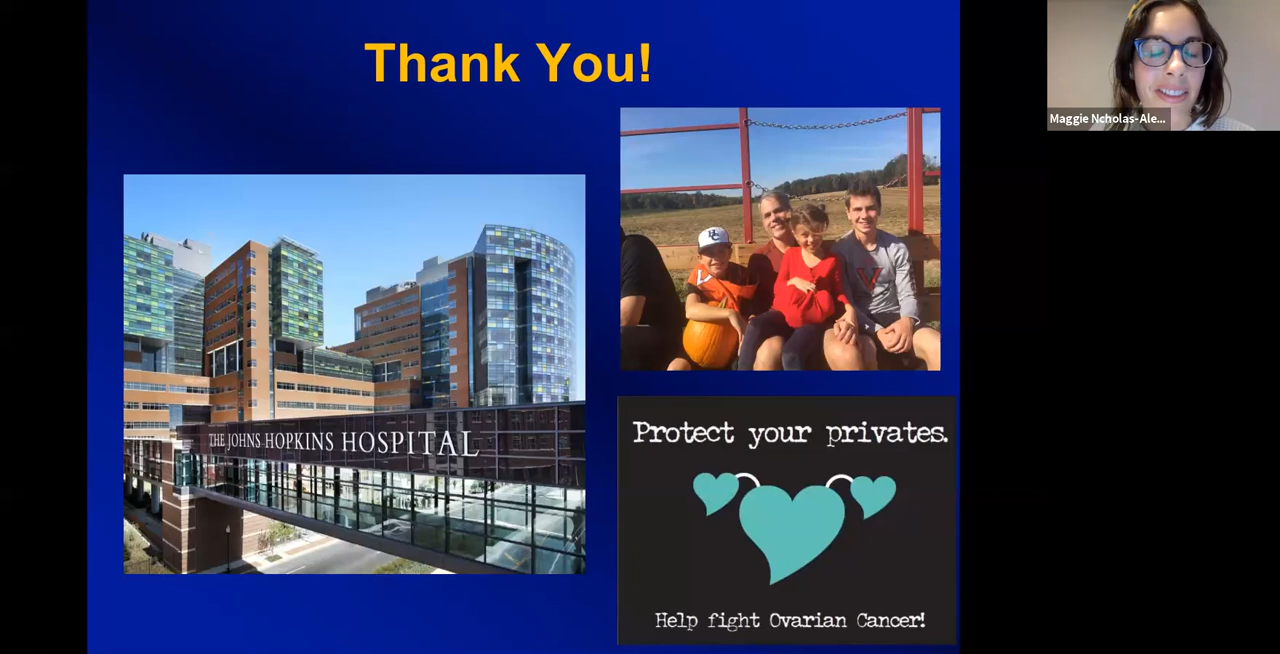 Thank You!
Maggie Ncholas-Ale...
THE JOHNS HOPKINS HOSPITAL
V
Protect your privates.
Help fight Ovarian Cancer!